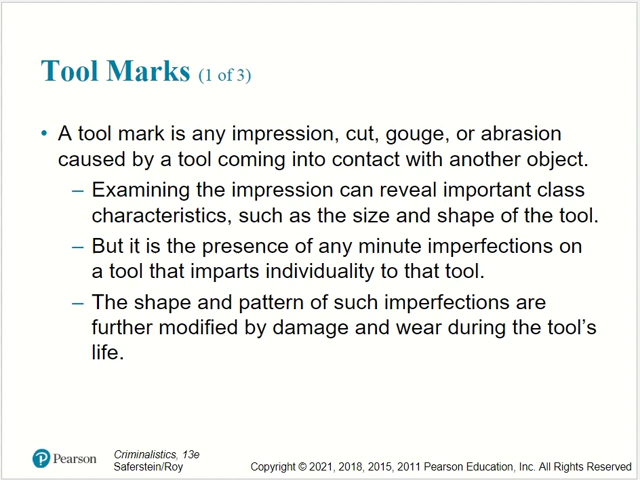 Tool Marks (1 of 3)
• A tool mark is any impression, cut, gouge, or abrasion
caused by a tool coming into contact with another object.
– Examining the impression can reveal important class
characteristics, such as the size and shape of the tool.
– But it is the presence of any minute imperfections on
a tool that imparts individuality to that tool.
– The shape and pattern of such imperfections are
further modified by damage and wear during the tool’s
life.
Pearson
Criminalistics, 13e
Saferstein/Roy
Copyright © 2021, 2018, 2015, 2011 Pearson Education, Inc. All Rights Reserved